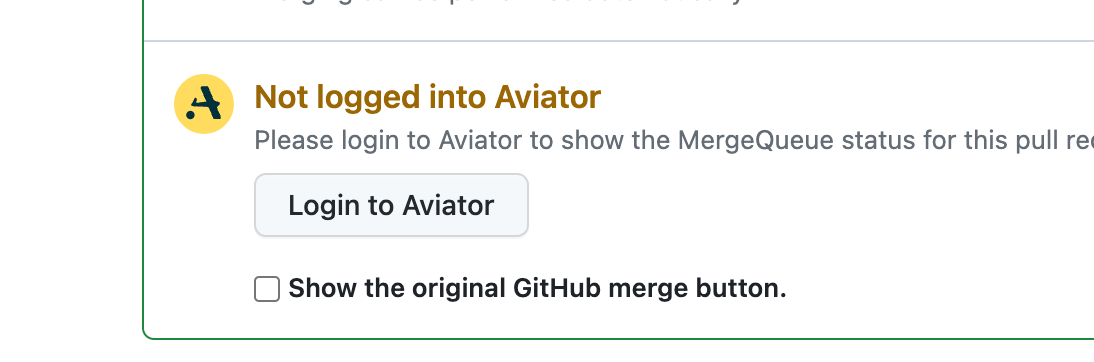 Not logged into Aviator
Please login to Aviator to show the MergeQueue status for this pull
Login to Aviator
Show the original GitHub merge button.